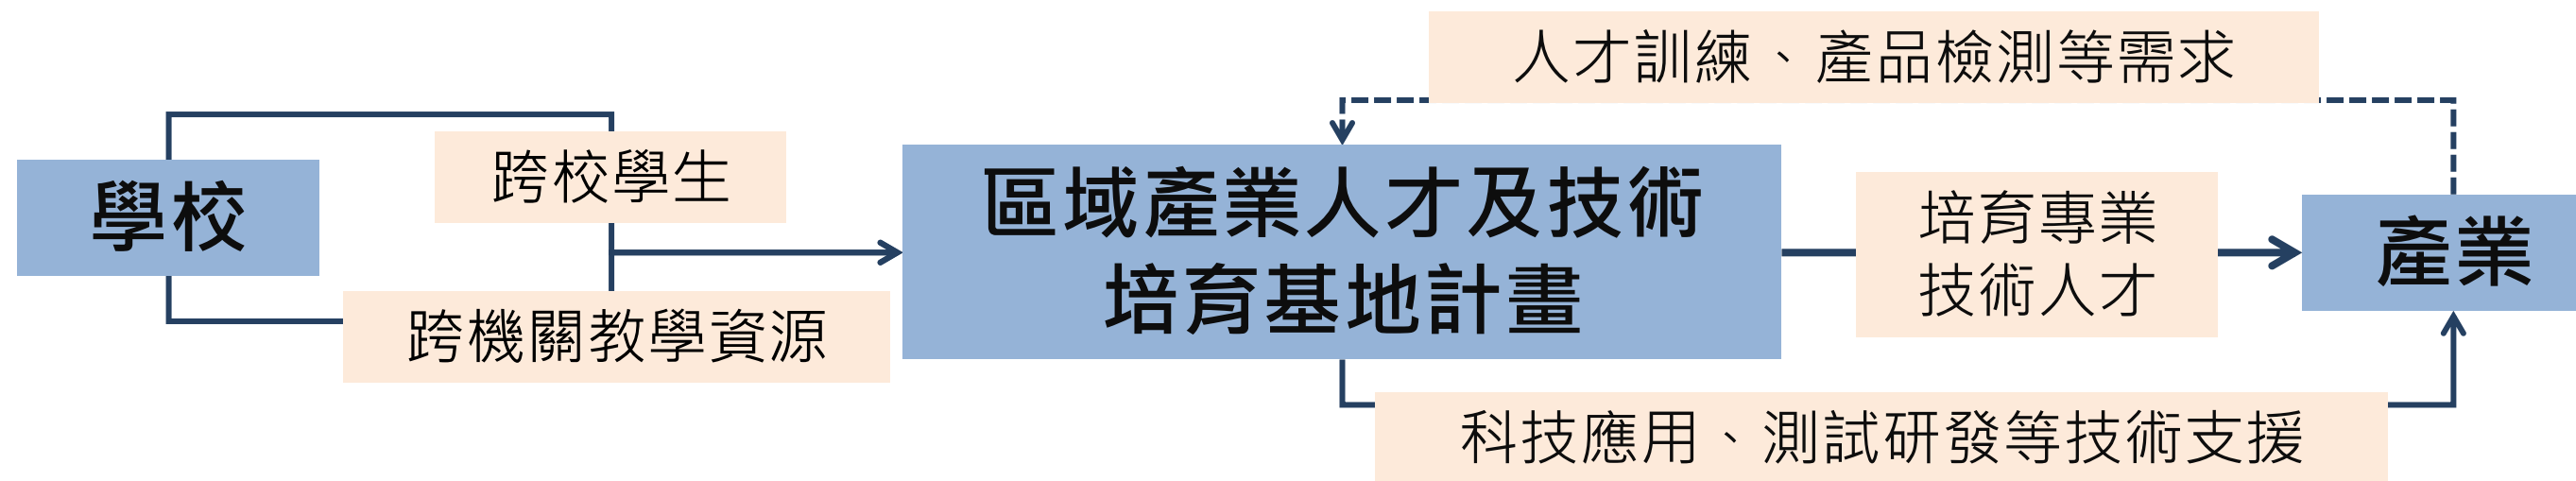 學校
跨校學生
跨機關教學資源
區域產業人才及技術
培育基地計畫
人才訓練、產品檢測等需求
培育專業
技術人才
科技應用、測試研發等技術支援
產業